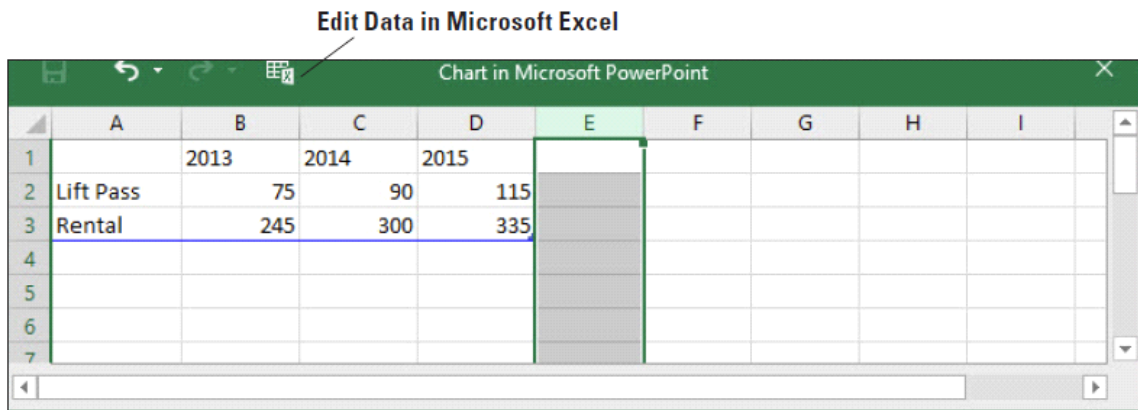 Edit Data in Microsoft Excel
Chart in Microsoft PowerPoint
A B C D E F G H I
1 2013 2014 2015
2 Lift Pass 75 90 115
3 Rental 245 300 335
4
5
6
7